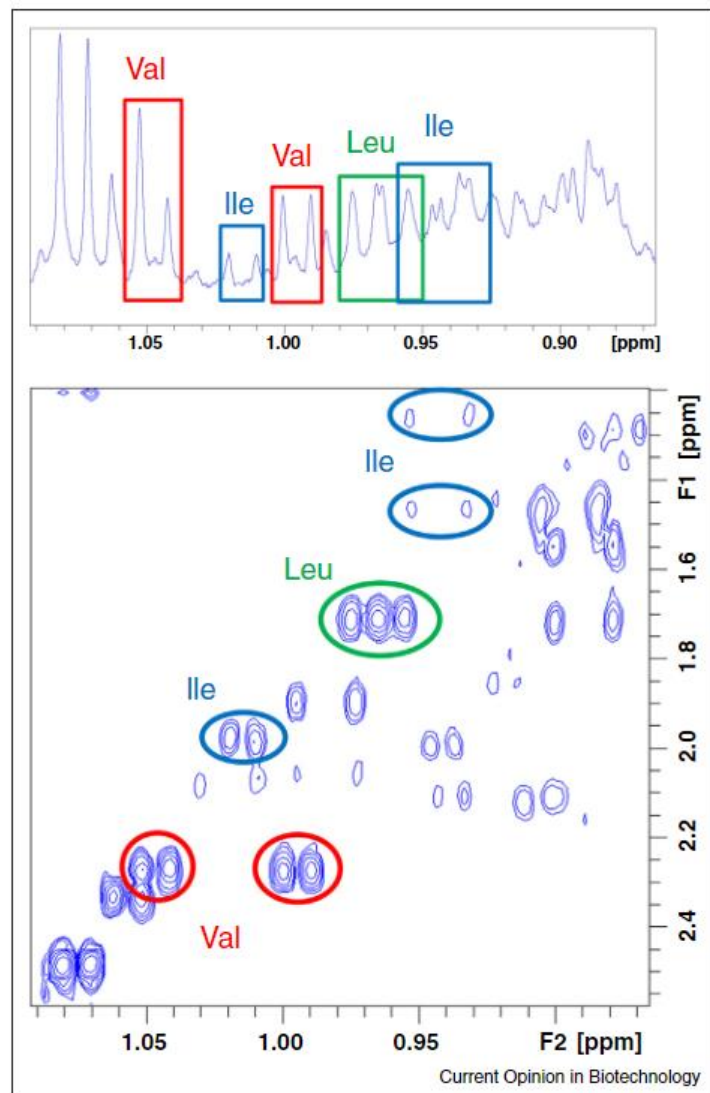 Val
Ile
Val
Leu
Ile
1.05
1.00
0.95
0.90
[ppm]
Ile
Leu
Ile
Val
F1 [ppm]
1.6
1.8
2.0
2.2
2.4
1.05
1.00
0.95
F2 [ppm]
Current Opinion in Biotechnology